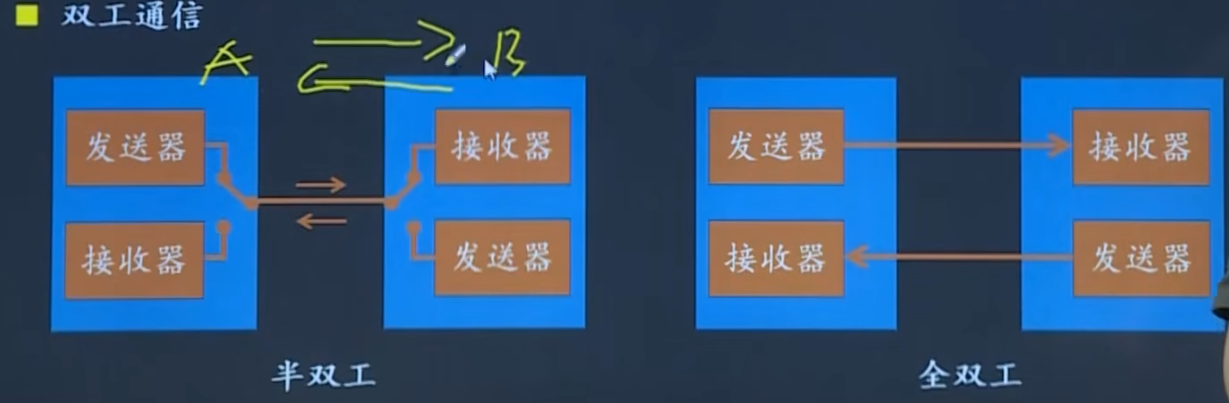 双工通信
A B
发送器 接收器 发送器 接收器
接收器 发送器 接收器 发送器
半双工 全双工